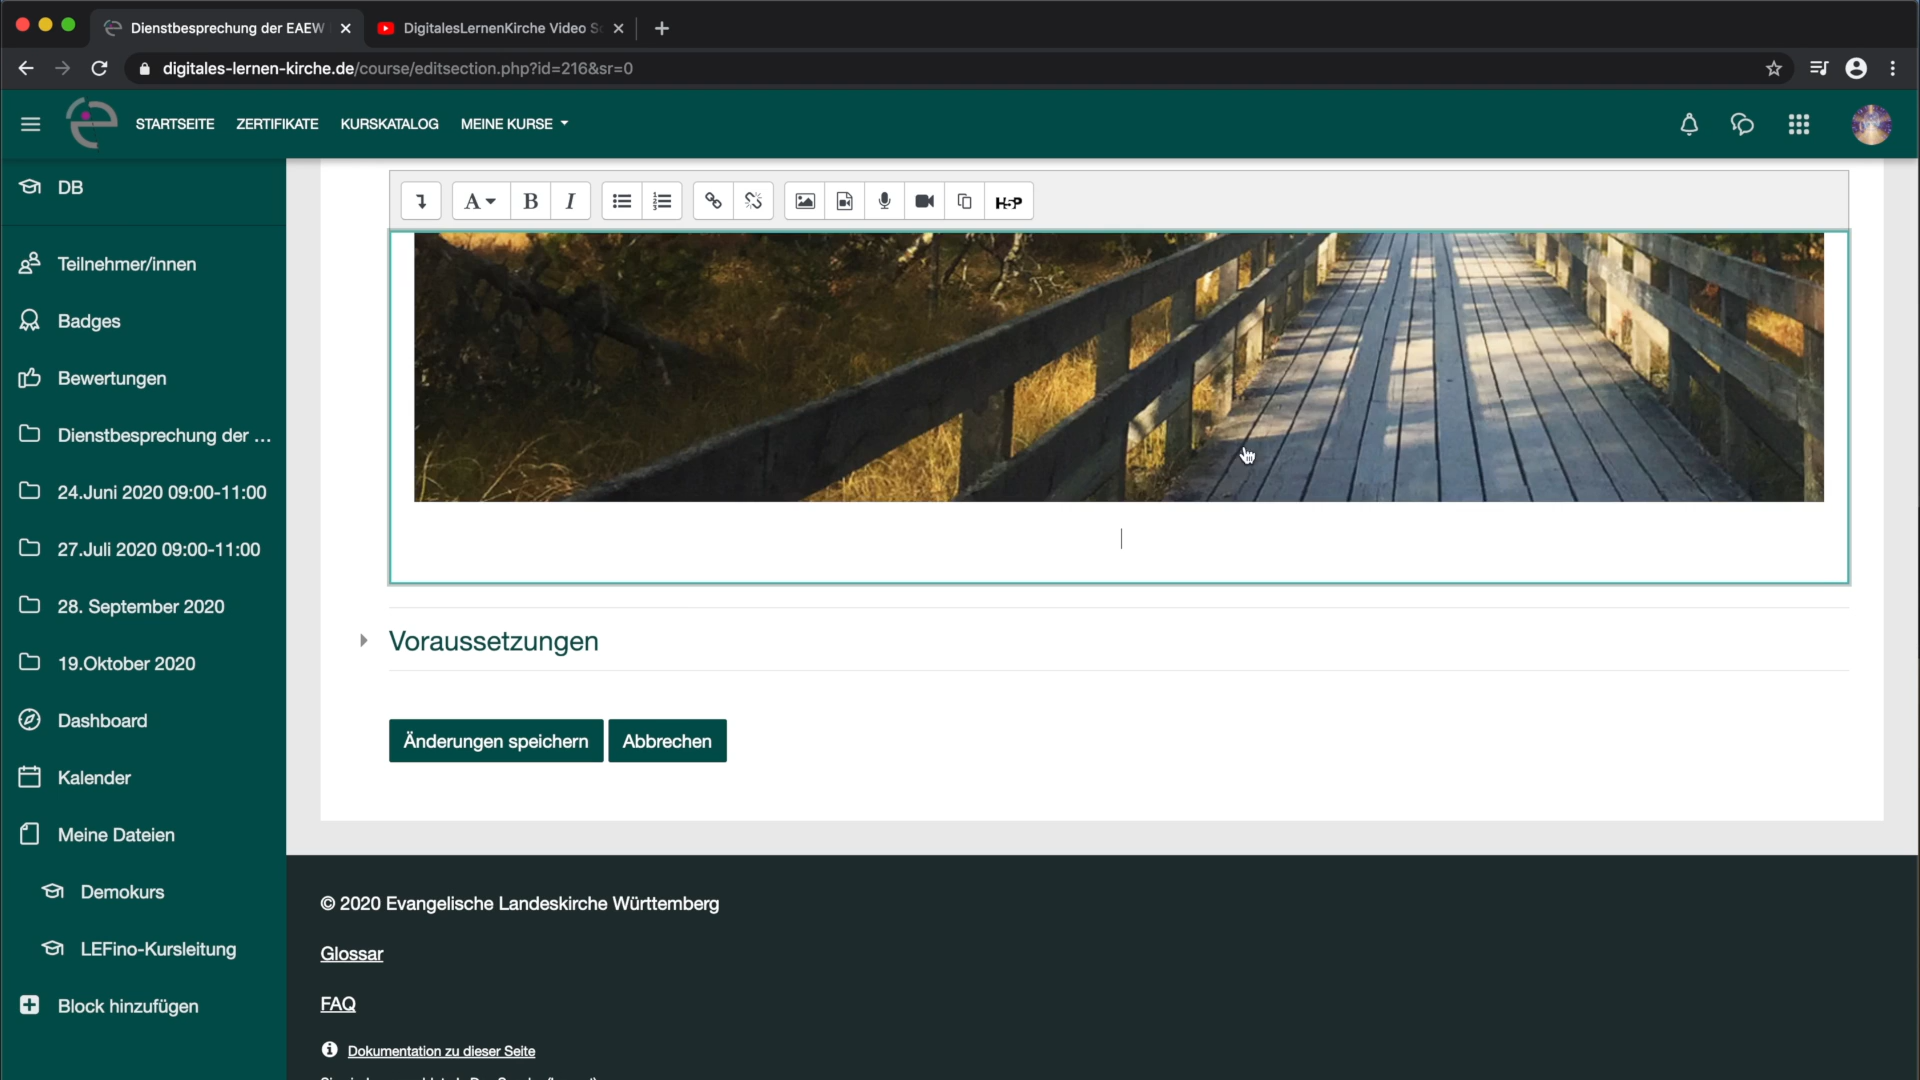 Dienstbesprechung der EAEW
DigitalesLernenKirche Video
digitales-lernen-kirche.de/course/editsection.php?id=216&sr=0
STARTSEITE ZERTIFIKATE KURSKATALOG MEINE KURSE
DB
Teilnehmer/innen
Badges
Bewertungen
Dienstbesprechung der ...
24.Juni 2020 09:00-11:00
27.Juli 2020 09:00-11:00
28. September 2020
19.Oktober 2020
Dashboard
Kalender
Meine Dateien
Demokurs
LEFino-Kursleitung
Block hinzufügen
A B I H5P
Voraussetzungen
Änderungen speichern Abbrechen
© 2020 Evangelische Landeskirche Württemberg
Glossar
FAQ
Dokumentation zu dieser Seite